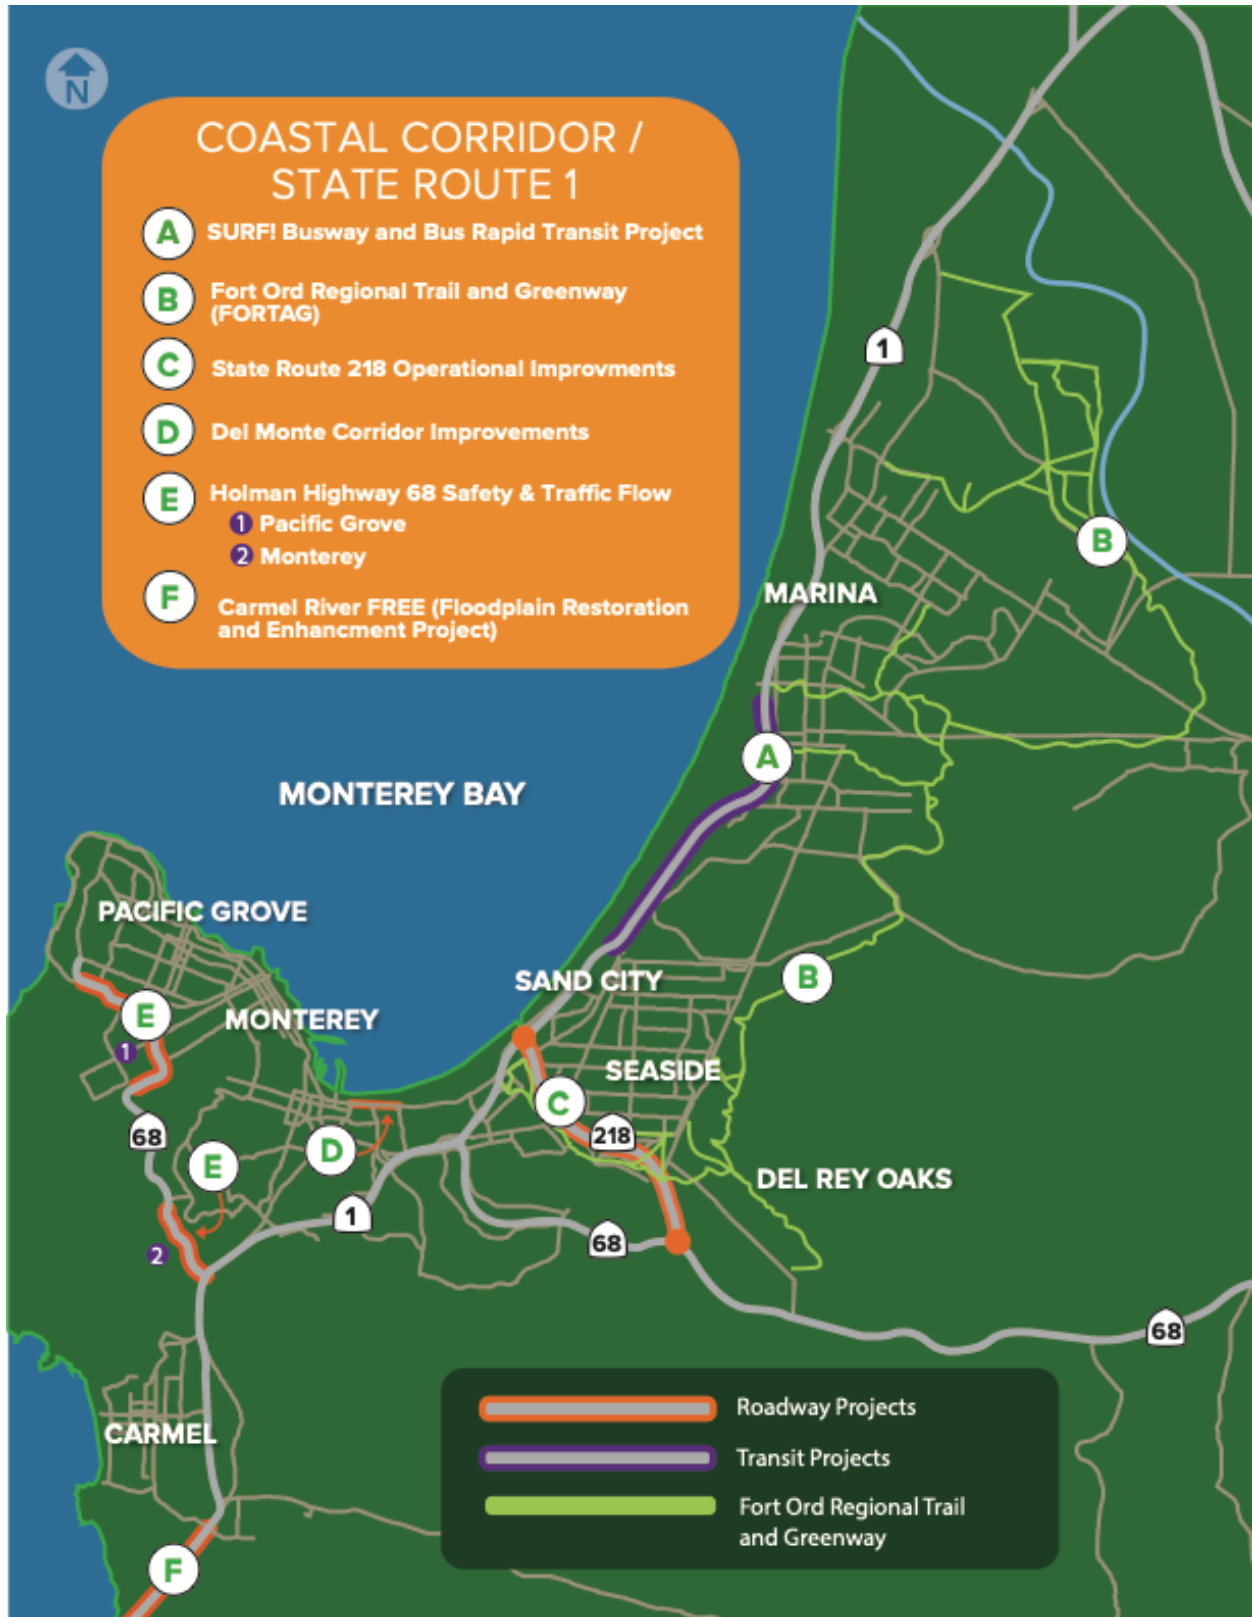 N
COASTAL CORRIDOR /
STATE ROUTE 1
A SURF! Busway and Bus Rapid Transit Project
B Fort Ord Regional Trail and Greenway
(FORTAG)
C State Route 218 Operational Improvments
D Del Monte Corridor Improvements
E Holman Highway 68 Safety & Traffic Flow
1 Pacific Grove
2 Monterey
F Carmel River FREE (Floodplain Restoration
and Enhancment Project)
1
B
MARINA
A
MONTEREY BAY
PACIFIC GROVE
B
SAND CITY
E
MONTEREY
1
SEASIDE
C
218
68
D
E
DEL REY OAKS
1
68
2
68
CARMEL
F
Roadway Projects
Transit Projects
Fort Ord Regional Trail
and Greenway